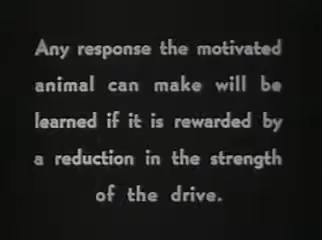 Any response the motivated
animal can make will be
learned if it is rewarded by
a reduction in the strength
of the drive.